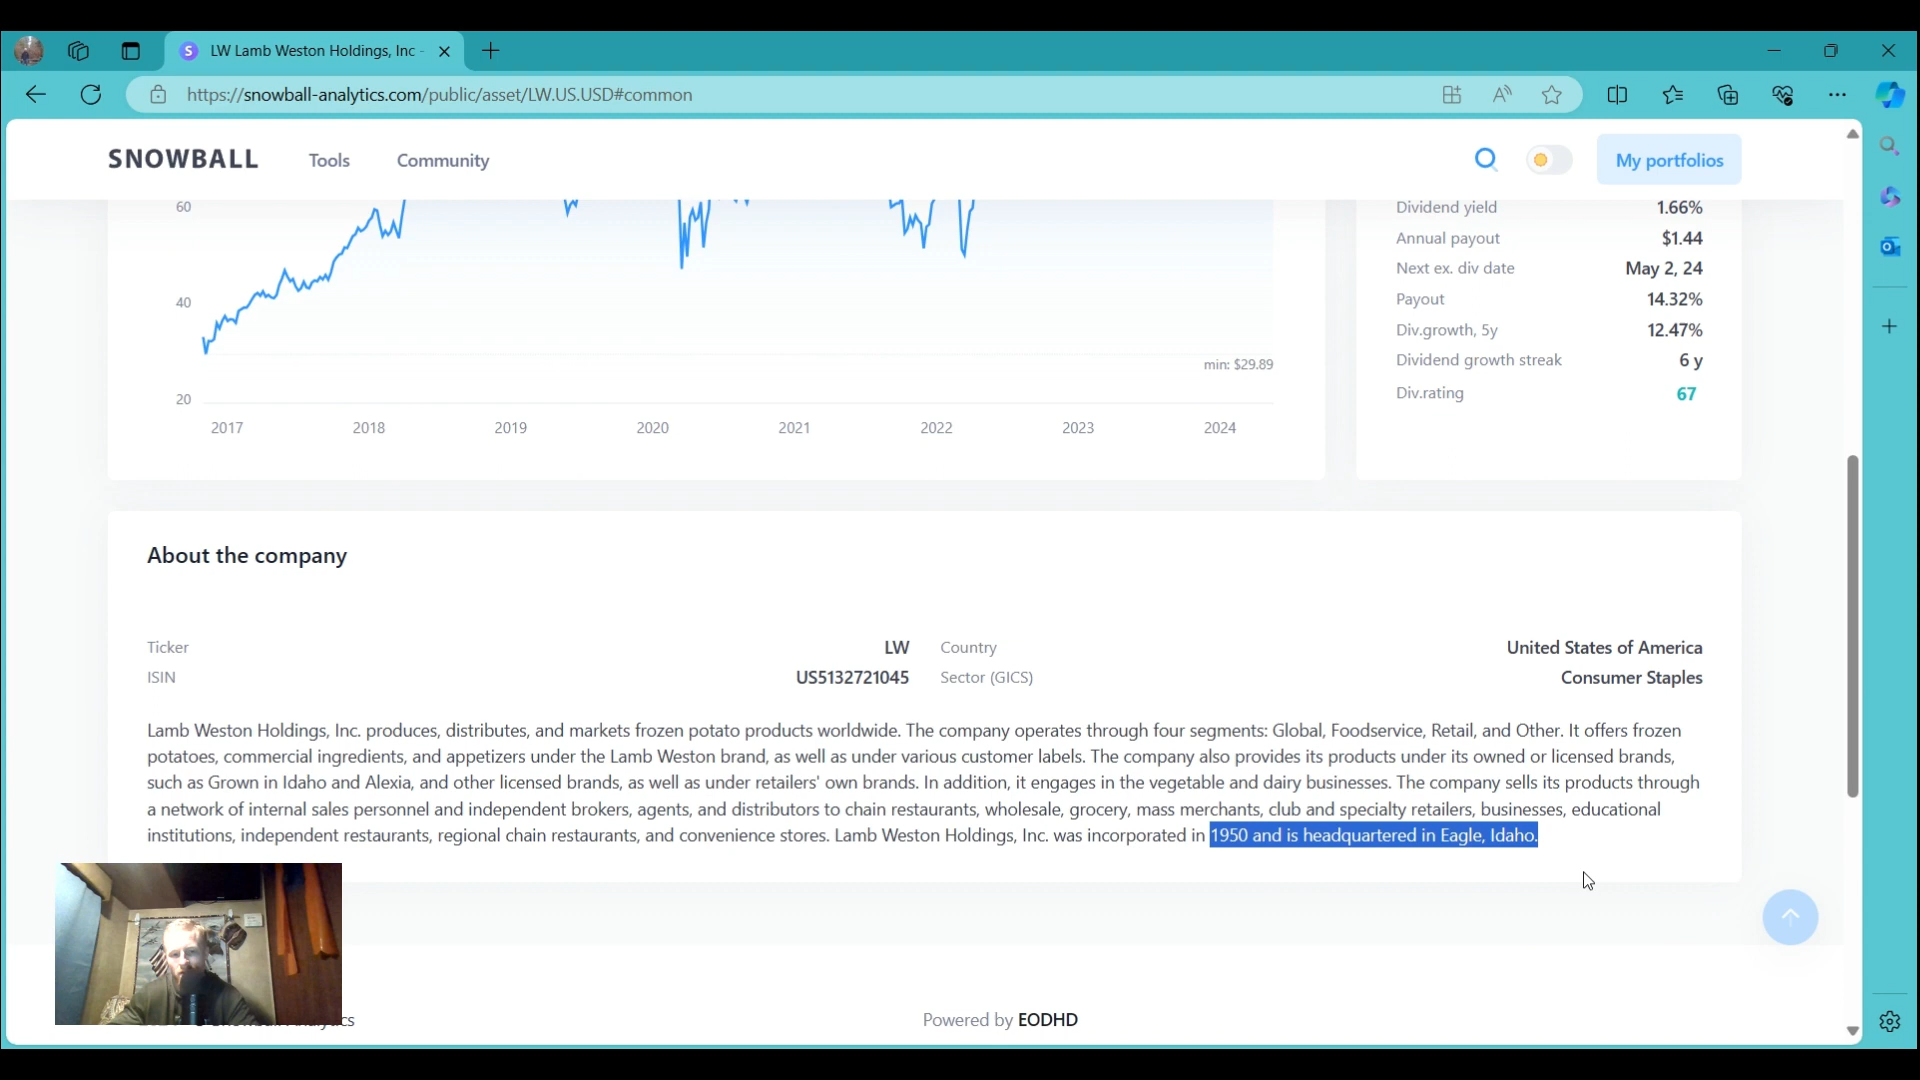 LW Lamb Weston Holdings, Inc -
https://snowball-analytics.com/public/asset/LW.US.USD#common
SNOWBALL
Tools
Community
My portfolios
60
40
20
min: $29.89
2017 2018 2019 2020 2021 2022 2023 2024
Dividend yield 1.66%
Annual payout $1.44
Next ex. div date May 2, 24
Payout 14.32%
Div.growth, 5y 12.47%
Dividend growth streak 6 y
Div.rating 67
About the company
Ticker LW Country United States of America
ISIN US5132721045 Sector (GICS) Consumer Staples
Lamb Weston Holdings, Inc. produces, distributes, and markets frozen potato products worldwide. The company operates through four segments: Global, Foodservice, Retail, and Other. It offers frozen
potatoes, commercial ingredients, and appetizers under the Lamb Weston brand, as well as under various customer labels. The company also provides its products under its owned or licensed brands,
such as Grown in Idaho and Alexia, and other licensed brands, as well as under retailers' own brands. In addition, it engages in the vegetable and dairy businesses. The company sells its products through
a network of internal sales personnel and independent brokers, agents, and distributors to chain restaurants, wholesale, grocery, mass merchants, club and specialty retailers, businesses, educational
institutions, independent restaurants, regional chain restaurants, and convenience stores. Lamb Weston Holdings, Inc. was incorporated in 1950 and is headquartered in Eagle, Idaho.
Powered by EODHD